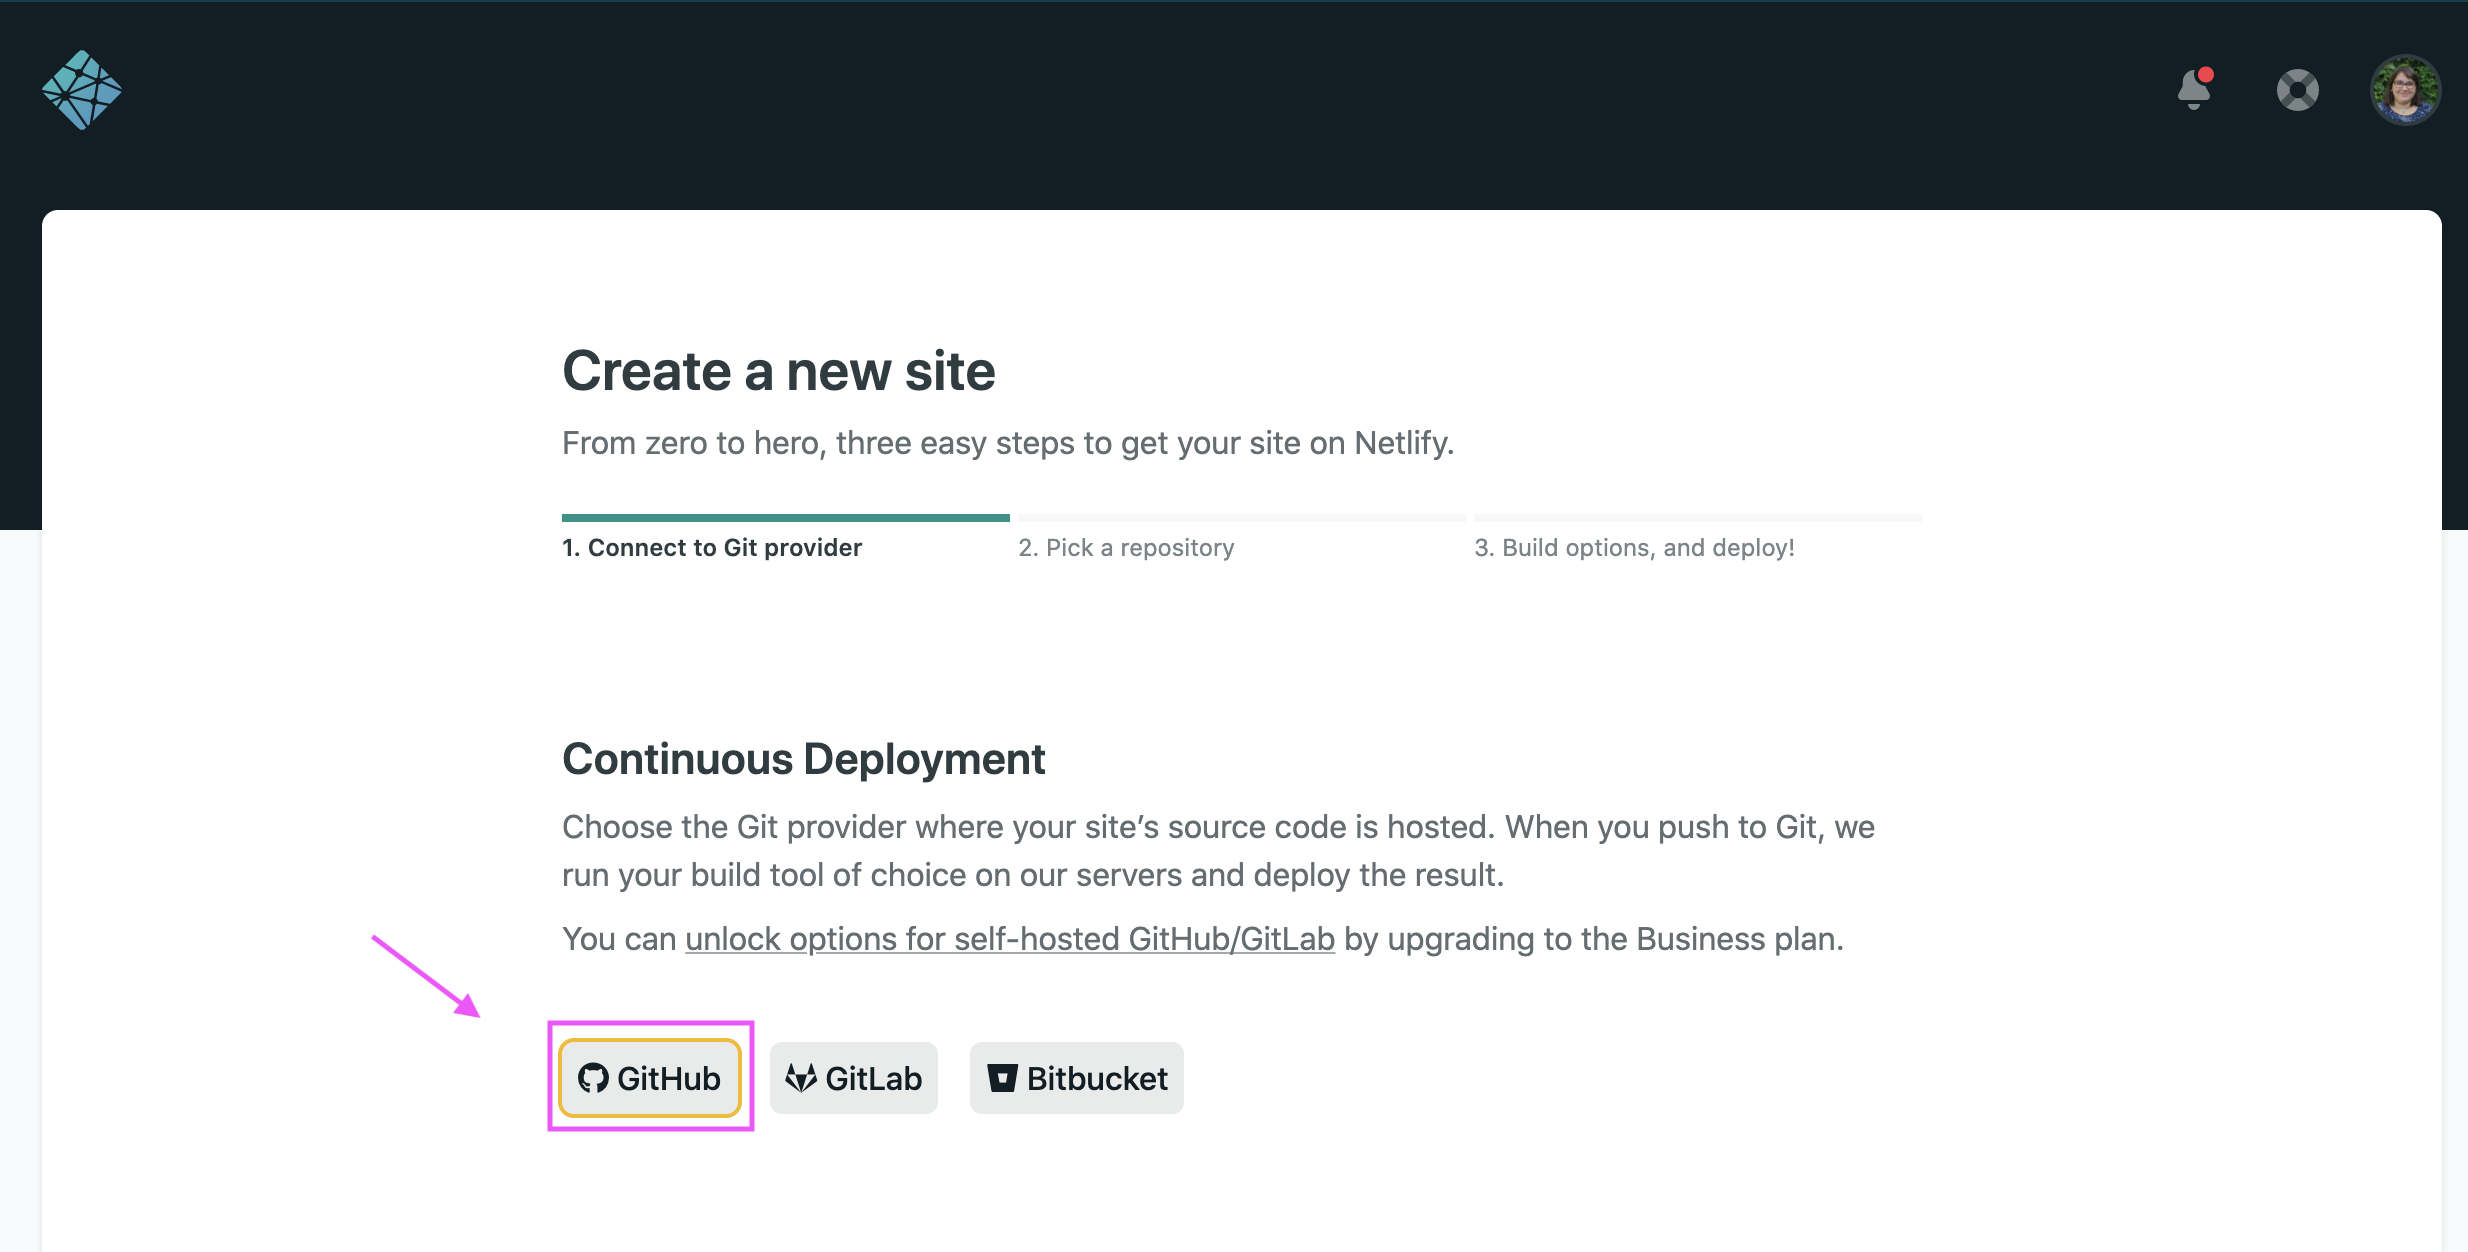 Create a new site
From zero to hero, three easy steps to get your site on Netlify.
1. Connect to Git provider
2. Pick a repository
3. Build options, and deploy!
Continuous Deployment
Choose the Git provider where your site’s source code is hosted. When you push to Git, we
run your build tool of choice on our servers and deploy the result.
You can unlock options for self-hosted GitHub/GitLab by upgrading to the Business plan.
GitHub
GitLab
Bitbucket